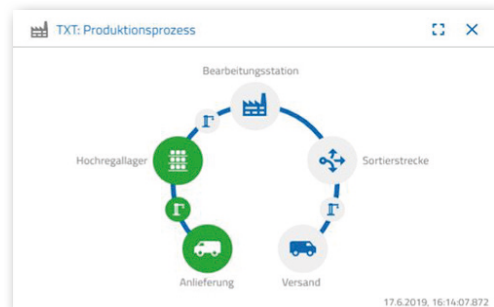 TXT: Produktionsprozess
Bearbeitungsstation
Hochregallager
Sortierstrecke
Anlieferung
Versand
17.6.2019, 16:14:07.872